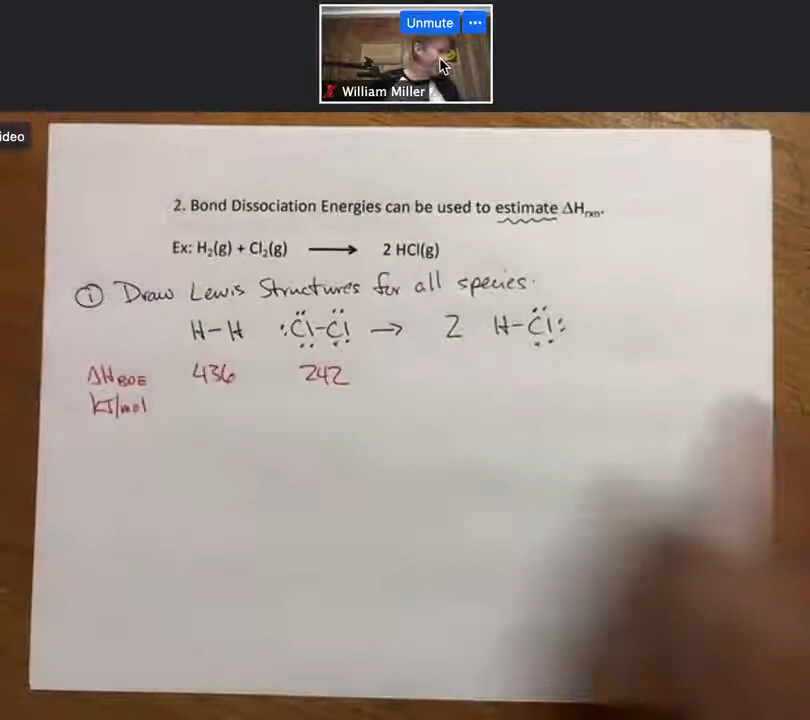 Unmute ...
William Miller
ideo
2. Bond Dissociation Energies can be used to estimate ΔHrxn.
Ex: H₂(g) + Cl₂(g) ⟶ 2 HCl(g)
① Draw Lewis Structures for all species.
H-H :Cl-Cl: → 2 H-Cl:
ΔHBDE 436 242
kJ/mol